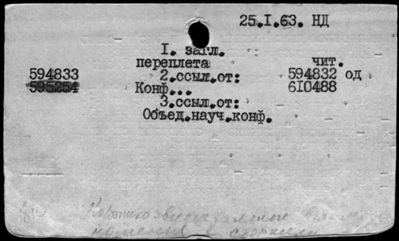 25.I.63. НД
I. загл.
переплета чит.
594833 2.ссыл.от: 594832 од
595254 Конф... 610488
3.ссыл.от:
Объед.науч.конф.